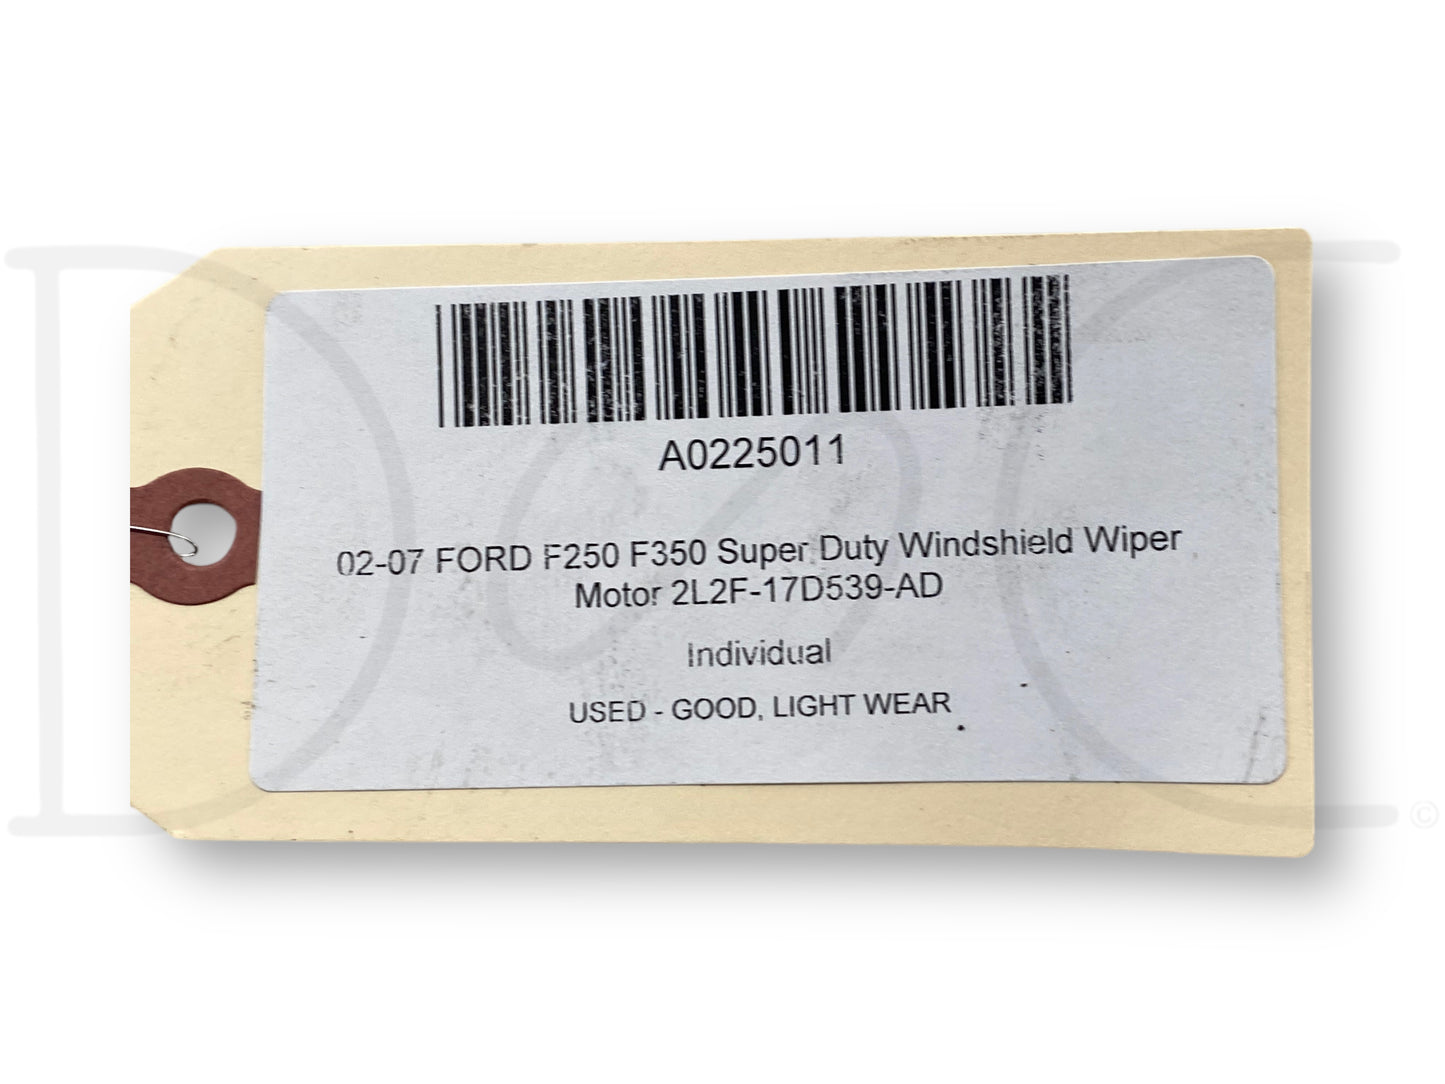 A0225011
02-07 FORD F250 F350 Super Duty Windshield Wiper
Motor 2L2F-17D539-AD
Individual
USED - GOOD, LIGHT WEAR
©